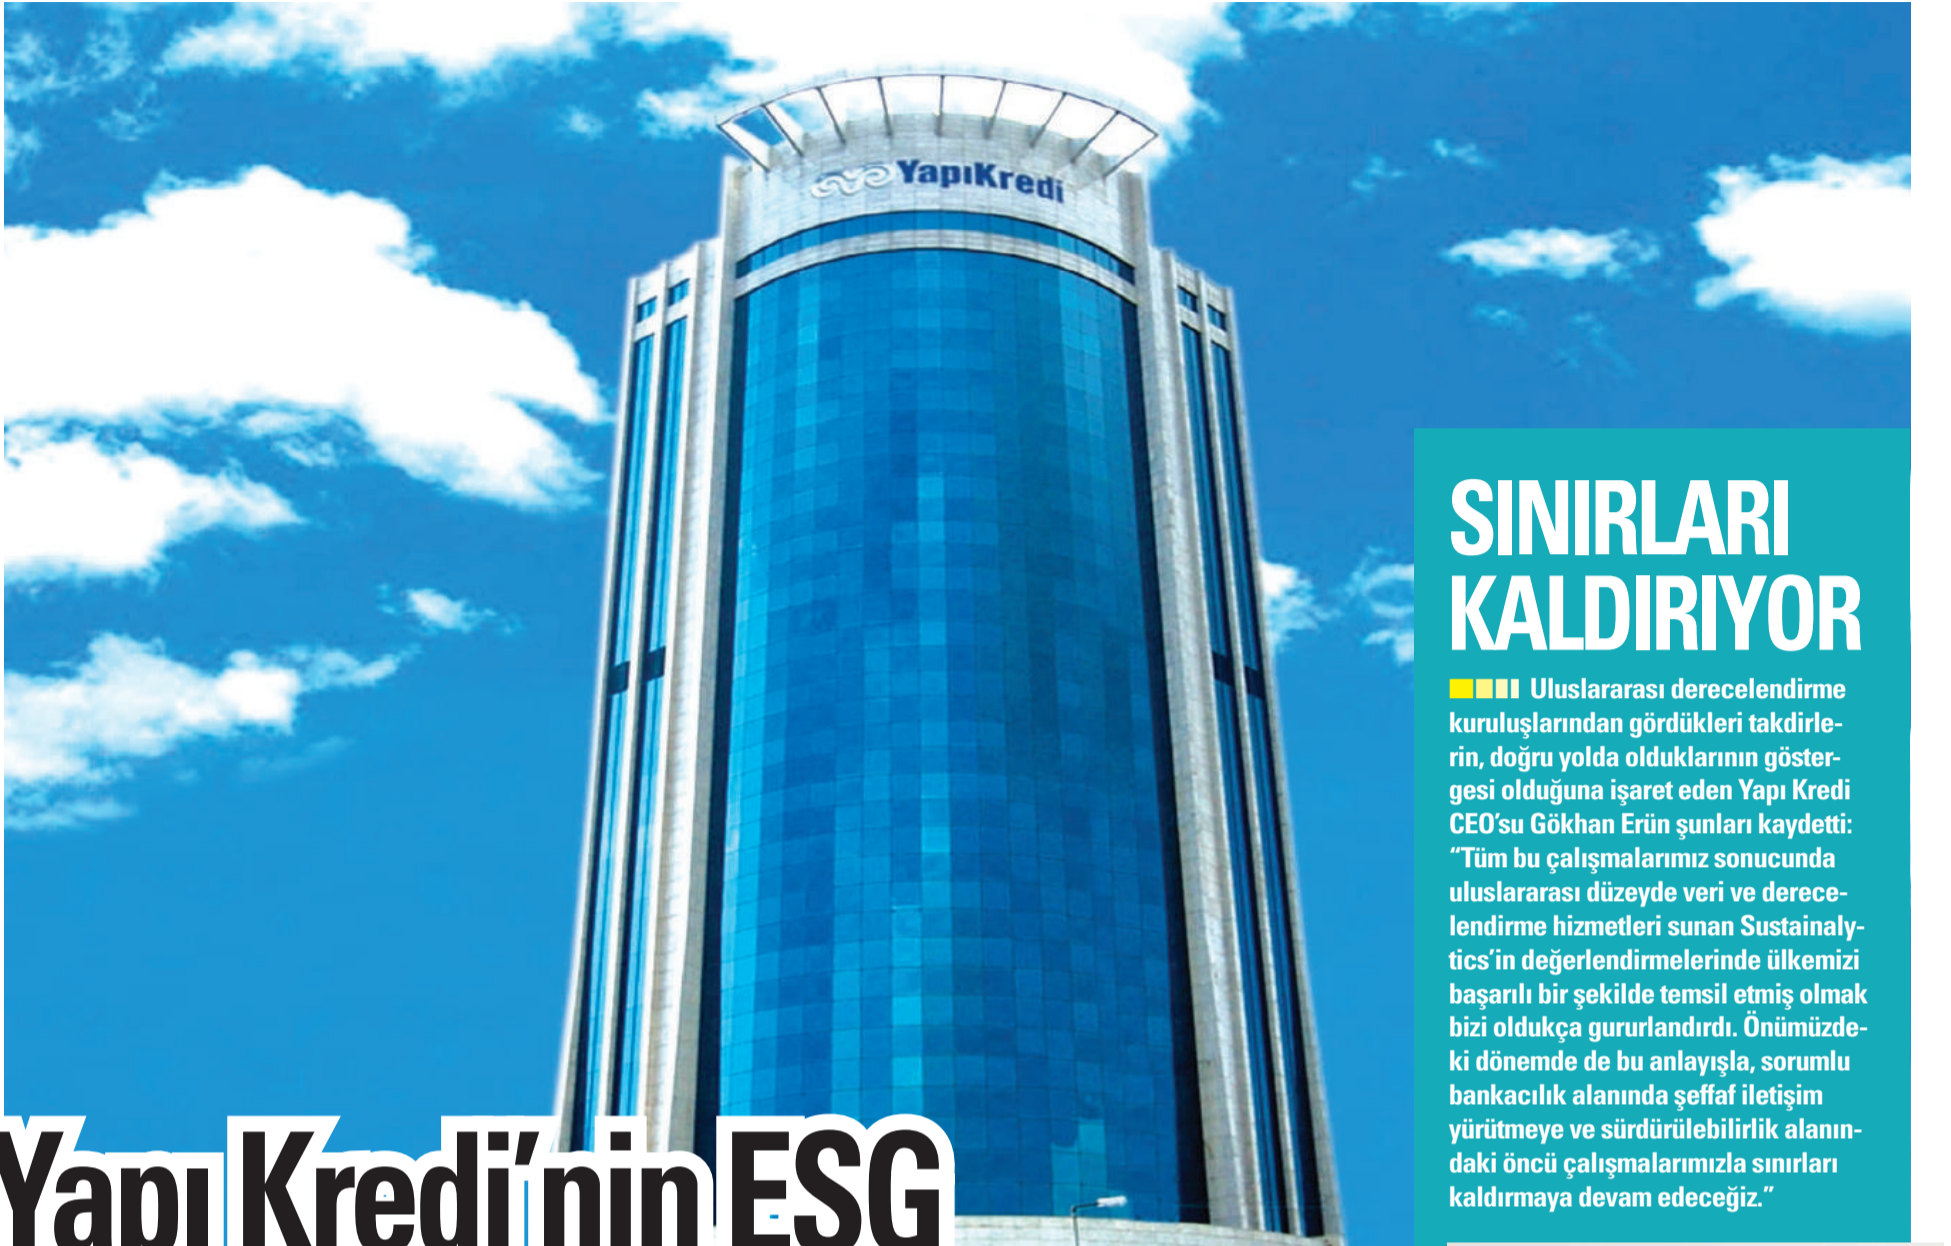 YapıKredi
SINIRLARI
KALDIRIYOR
Uluslararası derecelendirme
kuruluşlarından gördükleri takdirle-
rin, doğru yolda olduklarının göster-
gesi olduğuna işaret eden Yapı Kredi
CEO’su Gökhan Erün şunları kaydetti:
“Tüm bu çalışmalarımız sonucunda
uluslararası düzeyde veri ve derece-
lendirme hizmetleri sunan Sustainaly-
tics’in değerlendirmelerinde ülkemizi
başarılı bir şekilde temsil etmiş olmak
bizi oldukça gururlandırdı. Önümüzde-
ki dönemde de bu anlayışla, sorumlu
bankacılık alanında şeffaf iletişim
yürütmeye ve sürdürülebilirlik alanın-
daki öncü çalışmalarımızla sınırları
kaldırmaya devam edeceğiz.”
Yapı Kredi’nin ESG